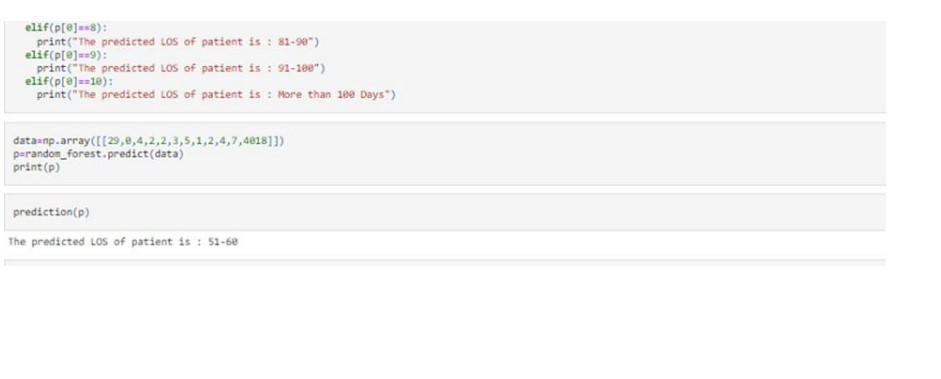 elif(p[0]==8):
print("The predicted LOS of patient is : 81-90")
elif(p[0]==9):
print("The predicted LOS of patient is : 91-100")
elif(p[0]==10):
print("The predicted LOS of patient is : More than 100 Days")
data=np.array([[29,0,4,2,2,3,5,1,2,4,7,4018]])
p=random_forest.predict(data)
print(p)
prediction(p)
The predicted LOS of patient is : 51-60